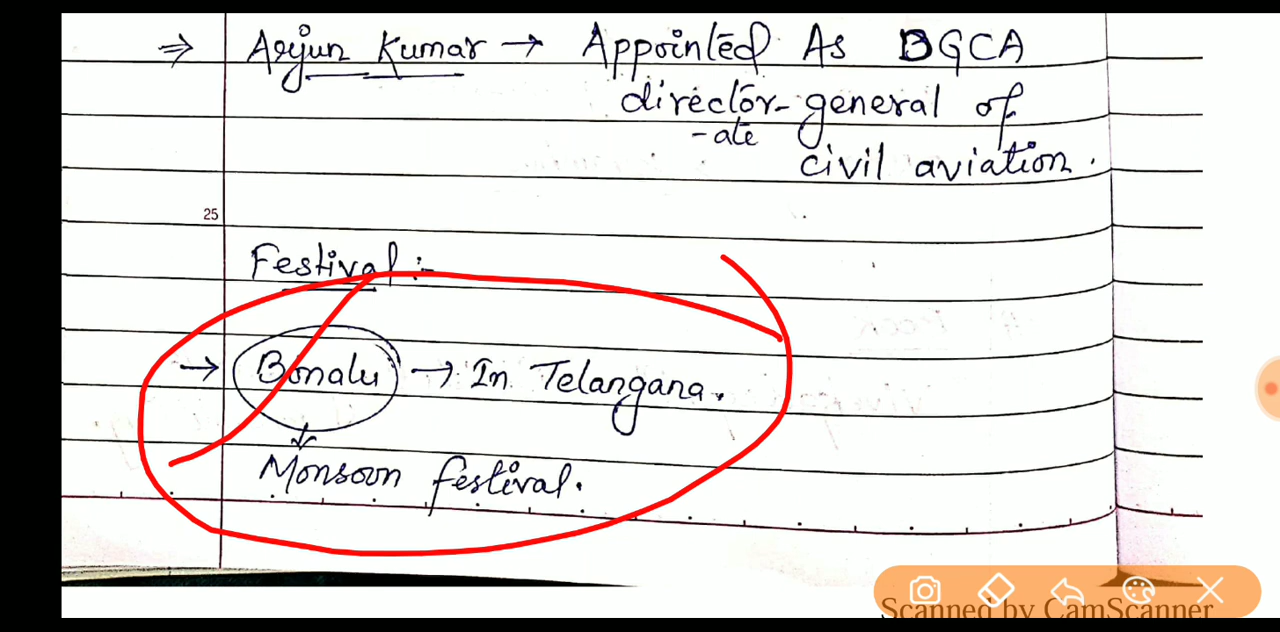 ⇒ Arjun Kumar → Appointed As DGCA
director-general of
-ate
civil aviation.
25
Festival :-
→ Bonalu → In Telangana.
Monsoon festival.
Scanned by CamScanner